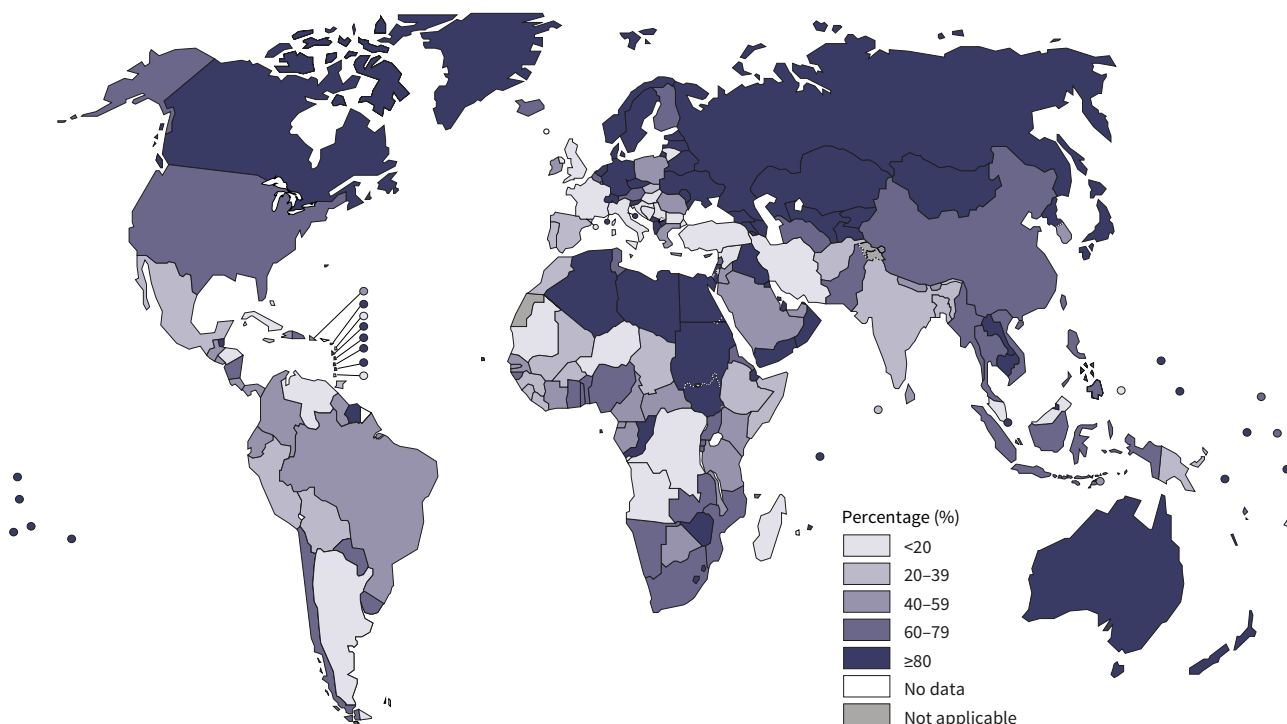 Percentage (%)
<20
20–39
40–59
60–79
≥80
No data
Not applicable